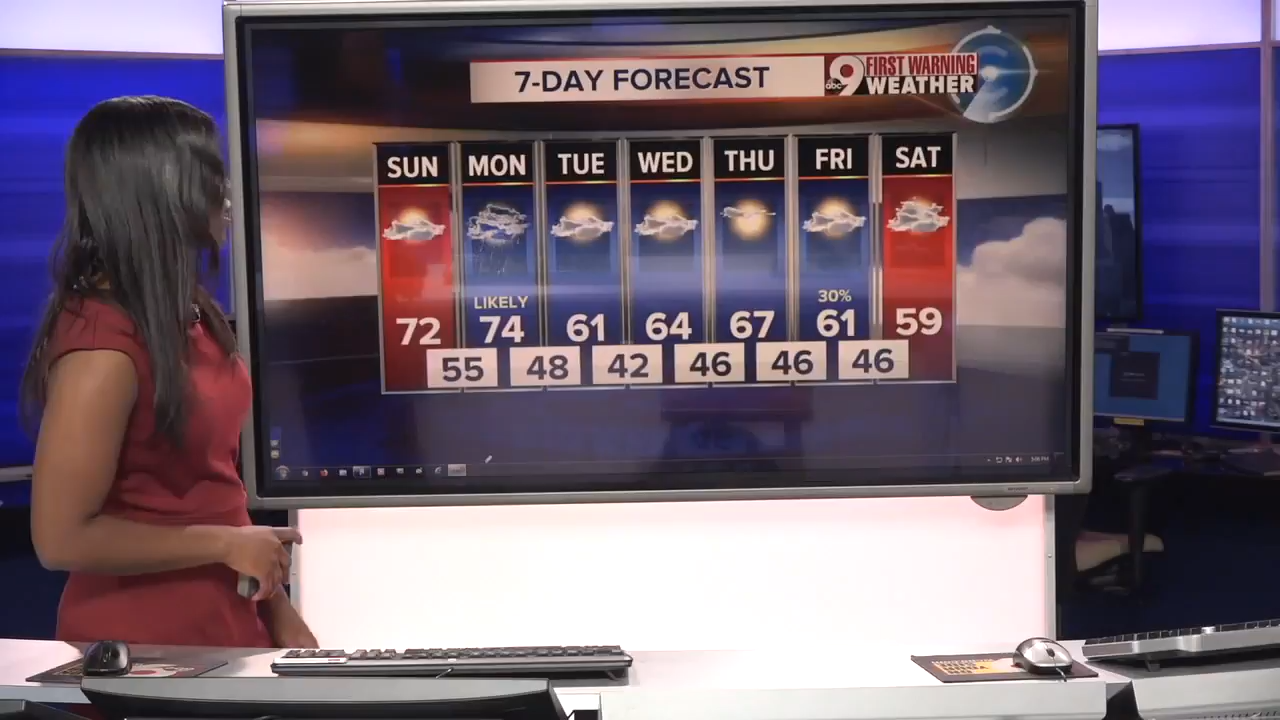 7-DAY FORECAST
abc 9 FIRST WARNING
WEATHER
SUN MON TUE WED THU FRI SAT
LIKELY 30%
72 74 61 64 67 61 59
55 48 42 46 46 46